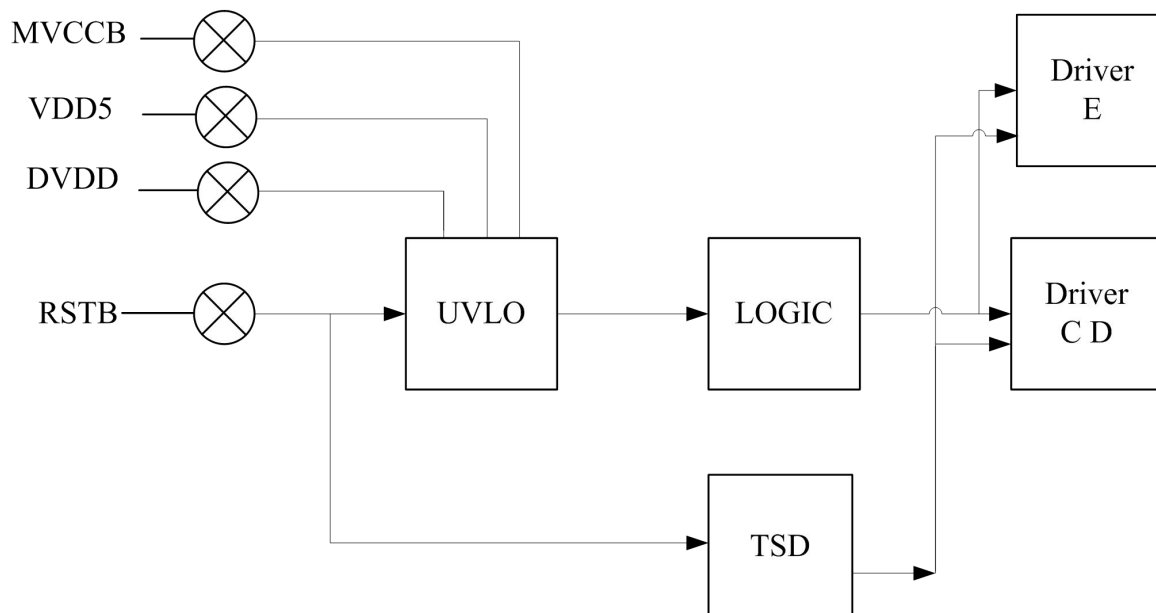 MVCCB
VDD5
DVDD
RSTB
UVLO
LOGIC
TSD
Driver
E
Driver
C D